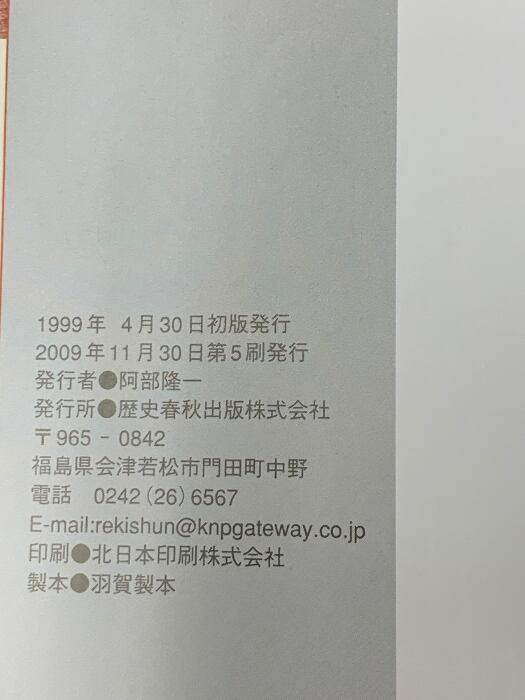 1999年 4月30日初版発行
2009年11月30日第5刷発行
発行者●阿部隆一
発行所●歴史春秋出版株式会社
〒965－0842
福島県会津若松市門田町中野
電話 0242(26)6567
E-mail:rekishun@knpgateway.co.jp
印刷●北日本印刷株式会社
製本●羽賀製本